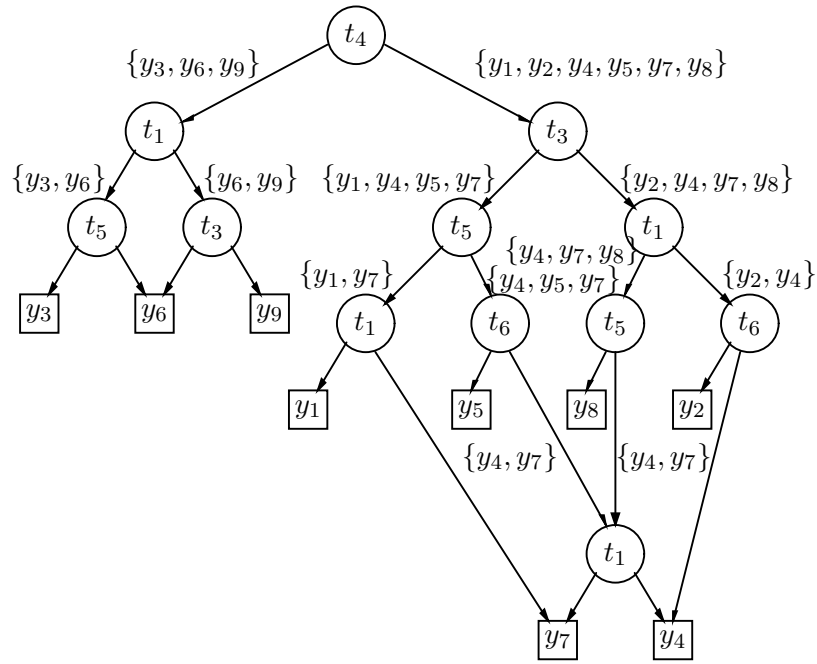 t4
{y3, y6, y9}
{y1, y2, y4, y5, y7, y8}
t1
t3
{y3, y6}
{y6, y9}
{y1, y4, y5, y7}
{y2, y4, y7, y8}
t5
t3
t5
t1
{y4, y7, y8}
{y1, y7}
{y4, y5, y7}
{y2, y4}
y3
y6
y9
t1
t6
t5
t6
y1
y5
y8
y2
{y4, y7}
{y4, y7}
t1
y7
y4